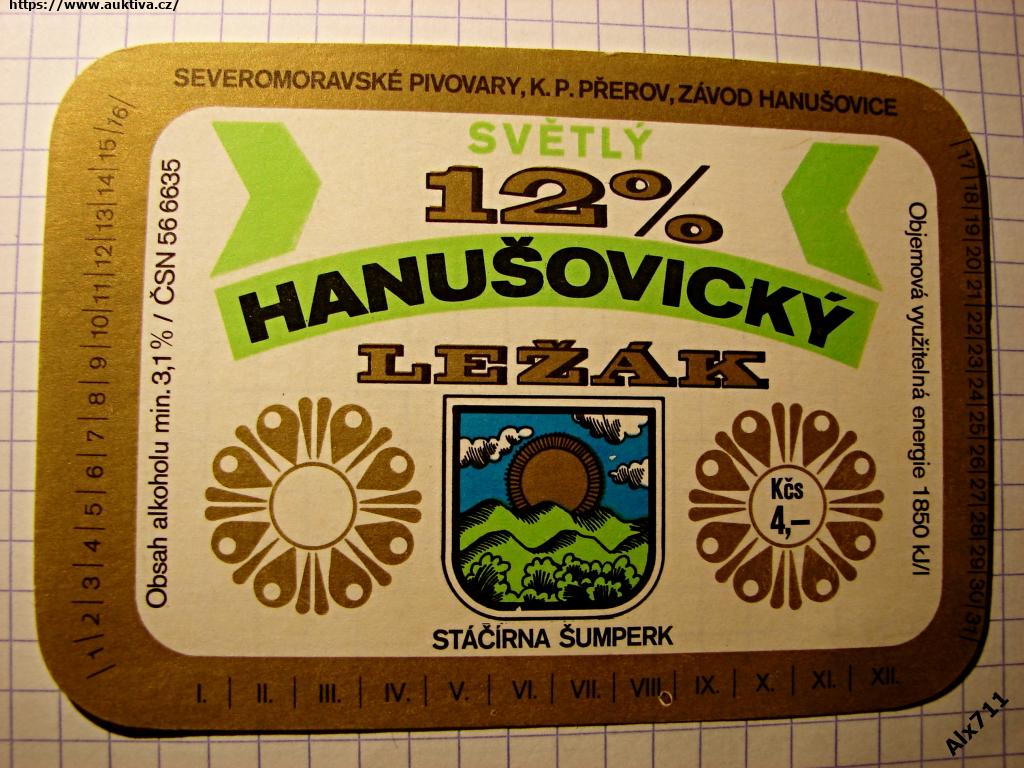 https://www.auktiva.cz/
SEVEROMORAVSKÉ PIVOVARY, K. P. PŘEROV, ZÁVOD HANUŠOVICE
SVĚTLÝ
12%
HANUŠOVICKÝ
LEŽÁK
Obsah alkoholu min. 3,1% / ČSN 56 6635
Objemová využitelná energie 1850 kJ/l
Kčs
4,–
STÁČÍRNA ŠUMPERK
1|2|3|4|5|6|7|8|9|10|11|12|13|14|15|16/
|17|18|19|20|21|22|23|24|25|26|27|28|29|30|31|
I. | II. | III. | IV. | V. | VI. | VII. | VIII. | IX. | X. | XI. | XII.
Alx711